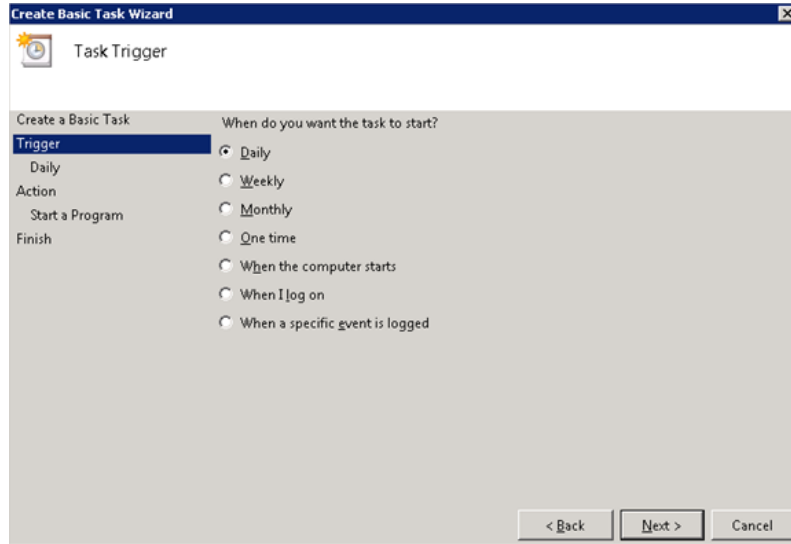 Create Basic Task Wizard
Task Trigger
Create a Basic Task
Trigger
Daily
Action
Start a Program
Finish
When do you want the task to start?
Daily
Weekly
Monthly
One time
When the computer starts
When I log on
When a specific event is logged
< Back
Next >
Cancel